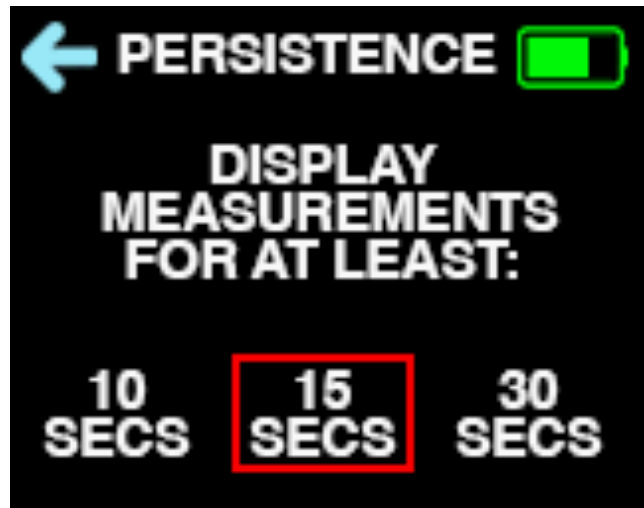 PERSISTENCE
DISPLAY
MEASUREMENTS
FOR AT LEAST:
10 15 30
SECS SECS SECS